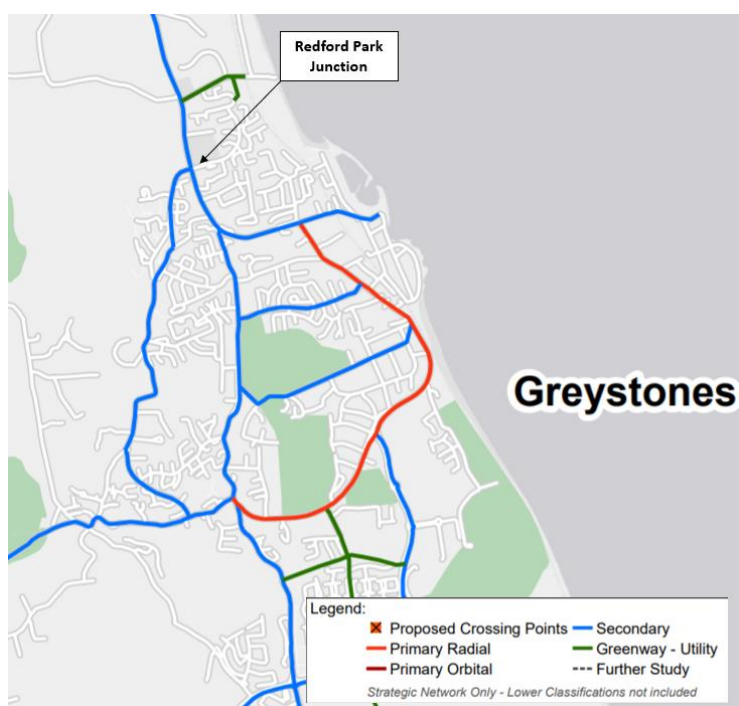 Redford Park
Junction
Greystones
Legend:
Proposed Crossing Points
Secondary
Primary Radial
Greenway - Utility
Primary Orbital
Further Study
Strategic Network Only - Lower Classifications not included